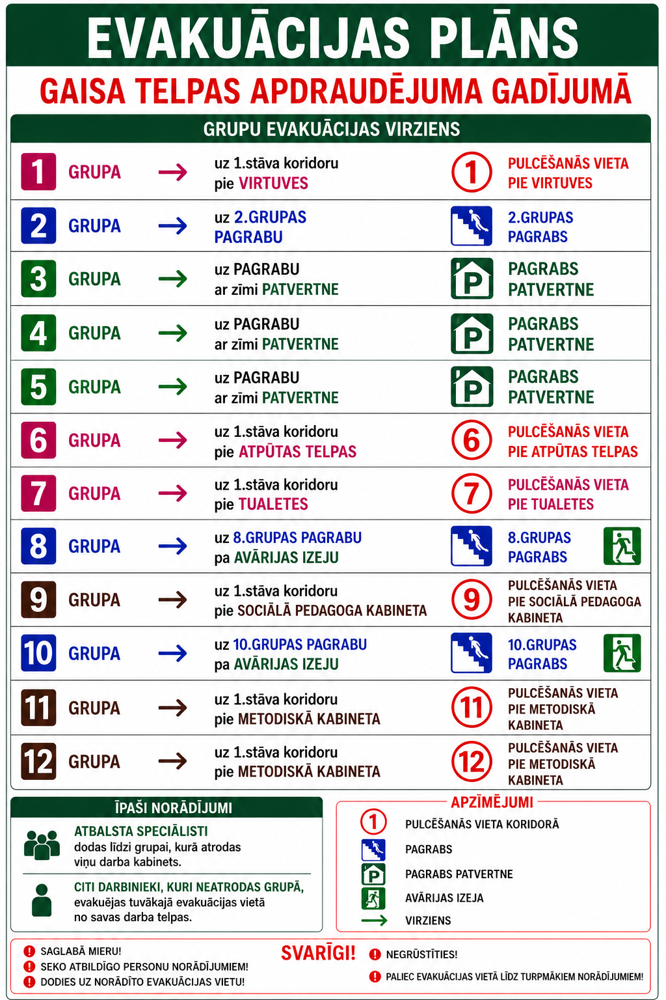 EVAKUĀCIJAS PLĀNS
GAISA TELPAS APDRAUDĒJUMA GADĪJUMĀ
GRUPU EVAKUĀCIJAS VIRZIENS
1 GRUPA
uz 1.stāva koridoru
pie VIRTUVES
1
PULCĒŠANĀS VIETA
PIE VIRTUVES
2 GRUPA
uz 2.GRUPAS
PAGRABU
2.GRUPAS
PAGRABS
3 GRUPA
uz PAGRABU
ar zīmi PATVERTNE
P
PAGRABS
PATVERTNE
4 GRUPA
uz PAGRABU
ar zīmi PATVERTNE
P
PAGRABS
PATVERTNE
5 GRUPA
uz PAGRABU
ar zīmi PATVERTNE
P
PAGRABS
PATVERTNE
6 GRUPA
uz 1.stāva koridoru
pie ATPŪTAS TELPAS
6
PULCĒŠANĀS VIETA
PIE ATPŪTAS TELPAS
7 GRUPA
uz 1.stāva koridoru
pie TUALETES
7
PULCĒŠANĀS VIETA
PIE TUALETES
8 GRUPA
uz 8.GRUPAS PAGRABU
pa AVĀRIJAS IZEJU
8.GRUPAS
PAGRABS
9 GRUPA
uz 1.stāva koridoru
pie SOCIĀLĀ PEDAGOGA KABINETA
9
PULCĒŠANĀS VIETA
PIE SOCIĀLĀ PEDAGOGA
KABINETA
10 GRUPA
uz 10.GRUPAS PAGRABU
pa AVĀRIJAS IZEJU
10.GRUPAS
PAGRABS
11 GRUPA
uz 1.stāva koridoru
pie METODISKĀ KABINETA
11
PULCĒŠANĀS VIETA
PIE METODISKĀ
KABINETA
12 GRUPA
uz 1.stāva koridoru
pie METODISKĀ KABINETA
12
PULCĒŠANĀS VIETA
PIE METODISKĀ
KABINETA
ĪPAŠI NORĀDĪJUMI
ATBALSTA SPECIĀLISTI
dodas līdzi grupai, kurā atrodas
viņu darba kabinets.
CITI DARBINIEKI, KURI NEATRODAS GRUPĀ,
evakuējas tuvākajā evakuācijas vietā
no savas darba telpas.
APZĪMĒJUMI
1 PULCĒŠANĀS VIETA KORIDORĀ
PAGRABS
P PAGRABS PATVERTNE
AVĀRIJAS IZEJA
VIRZIENS
SVARĪGI!
! SAGLABĀ MIERU!
! SEKO ATBILDĪGO PERSONU NORĀDĪJUMIEM!
! DODIES UZ NORĀDĪTO EVAKUĀCIJAS VIETU!
! NEGRŪSTĪTIES!
! PALIEC EVAKUĀCIJAS VIETĀ LĪDZ TURPMĀKIEM NORĀDĪJUMIEM!